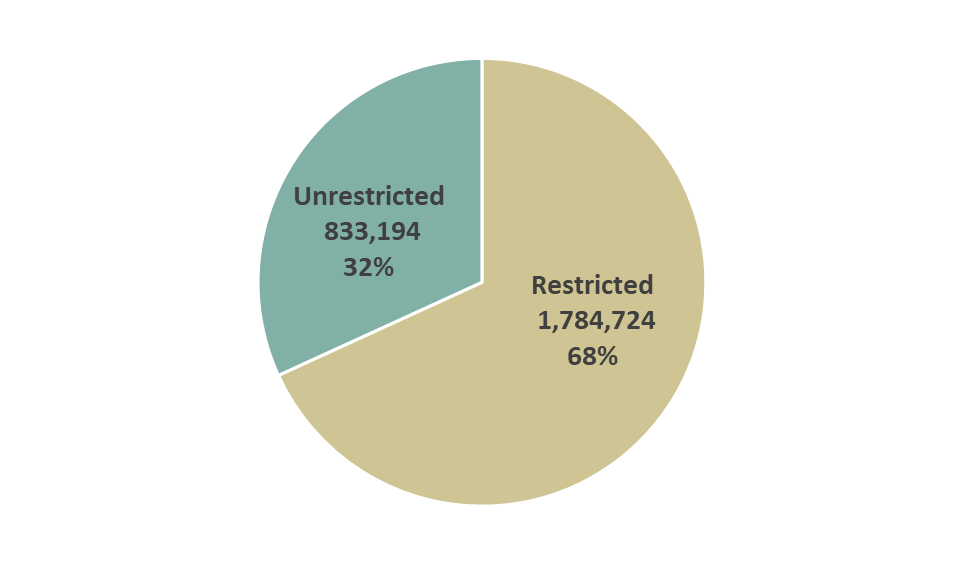 Unrestricted
833,194
32%
Restricted
1,784,724
68%